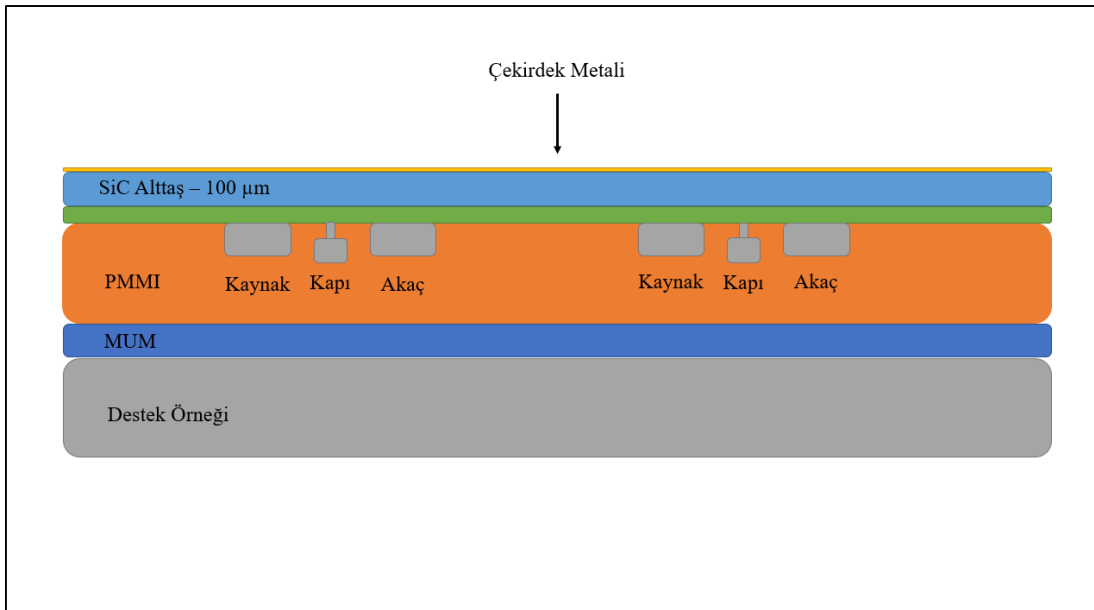 Çekirdek Metali
SiC Alttaş – 100 µm
PMMI
Kaynak Kapı Akaç Kaynak Kapı Akaç
MUM
Destek Örneği